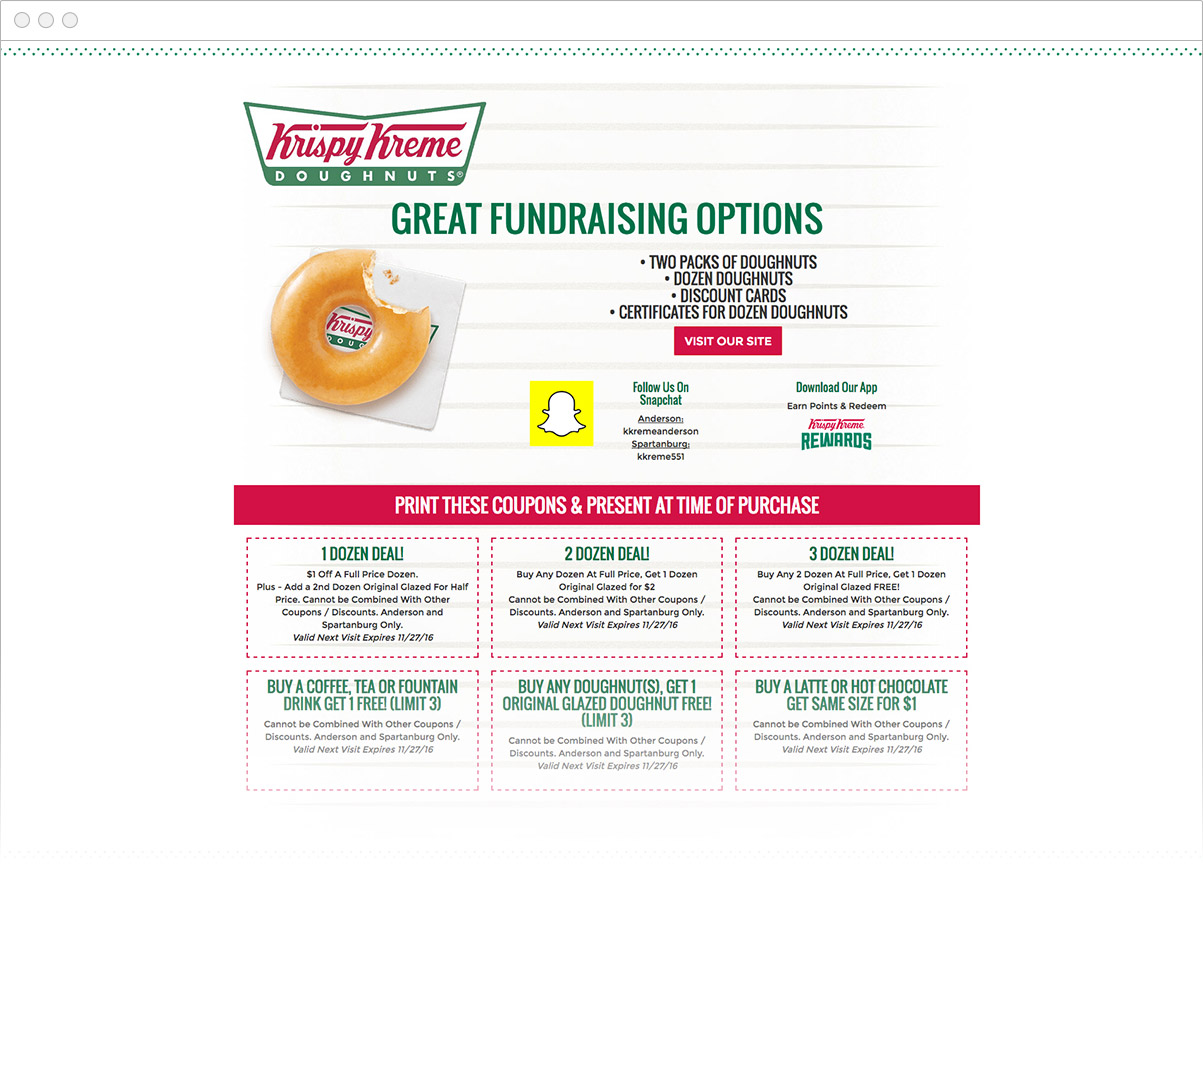 Krispy Kreme
DOUGHNUTS®
GREAT FUNDRAISING OPTIONS
• TWO PACKS OF DOUGHNUTS
• DOZEN DOUGHNUTS
• DISCOUNT CARDS
• CERTIFICATES FOR DOZEN DOUGHNUTS
VISIT OUR SITE
Krispy
DOUG
Follow Us On
Snapchat
Anderson:
kkremeanderson
Spartanburg:
kkreme551
Download Our App
Earn Points & Redeem
Krispy Kreme
REWARDS
PRINT THESE COUPONS & PRESENT AT TIME OF PURCHASE
1 DOZEN DEAL!
$1 Off A Full Price Dozen.
Plus - Add a 2nd Dozen Original Glazed For Half
Price. Cannot be Combined With Other
Coupons / Discounts. Anderson and
Spartanburg Only.
Valid Next Visit Expires 11/27/16
2 DOZEN DEAL!
Buy Any Dozen At Full Price, Get 1 Dozen
Original Glazed for $2
Cannot be Combined With Other Coupons /
Discounts. Anderson and Spartanburg Only.
Valid Next Visit Expires 11/27/16
3 DOZEN DEAL!
Buy Any 2 Dozen At Full Price, Get 1 Dozen
Original Glazed FREE!
Cannot be Combined With Other Coupons /
Discounts. Anderson and Spartanburg Only.
Valid Next Visit Expires 11/27/16
BUY A COFFEE, TEA OR FOUNTAIN
DRINK GET 1 FREE! (LIMIT 3)
Cannot be Combined With Other Coupons /
Discounts. Anderson and Spartanburg Only.
Valid Next Visit Expires 11/27/16
BUY ANY DOUGHNUT(S), GET 1
ORIGINAL GLAZED DOUGHNUT FREE!
(LIMIT 3)
Cannot be Combined With Other Coupons /
Discounts. Anderson and Spartanburg Only.
Valid Next Visit Expires 11/27/16
BUY A LATTE OR HOT CHOCOLATE
GET SAME SIZE FOR $1
Cannot be Combined With Other Coupons /
Discounts. Anderson and Spartanburg Only.
Valid Next Visit Expires 11/27/16